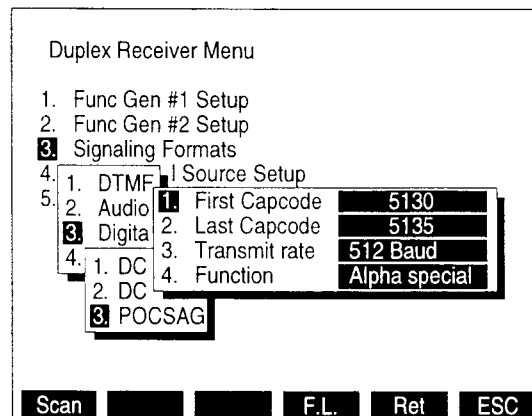 Duplex Receiver Menu
1. Func Gen #1 Setup
2. Func Gen #2 Setup
3. Signaling Formats
4. l Source Setup
5.
1. DTMF
2. Audio
3. Digita
4.
1. DC
2. DC
3. POCSAG
1. First Capcode 5130
2. Last Capcode 5135
3. Transmit rate 512 Baud
4. Function Alpha special
Scan F.L. Ret ESC